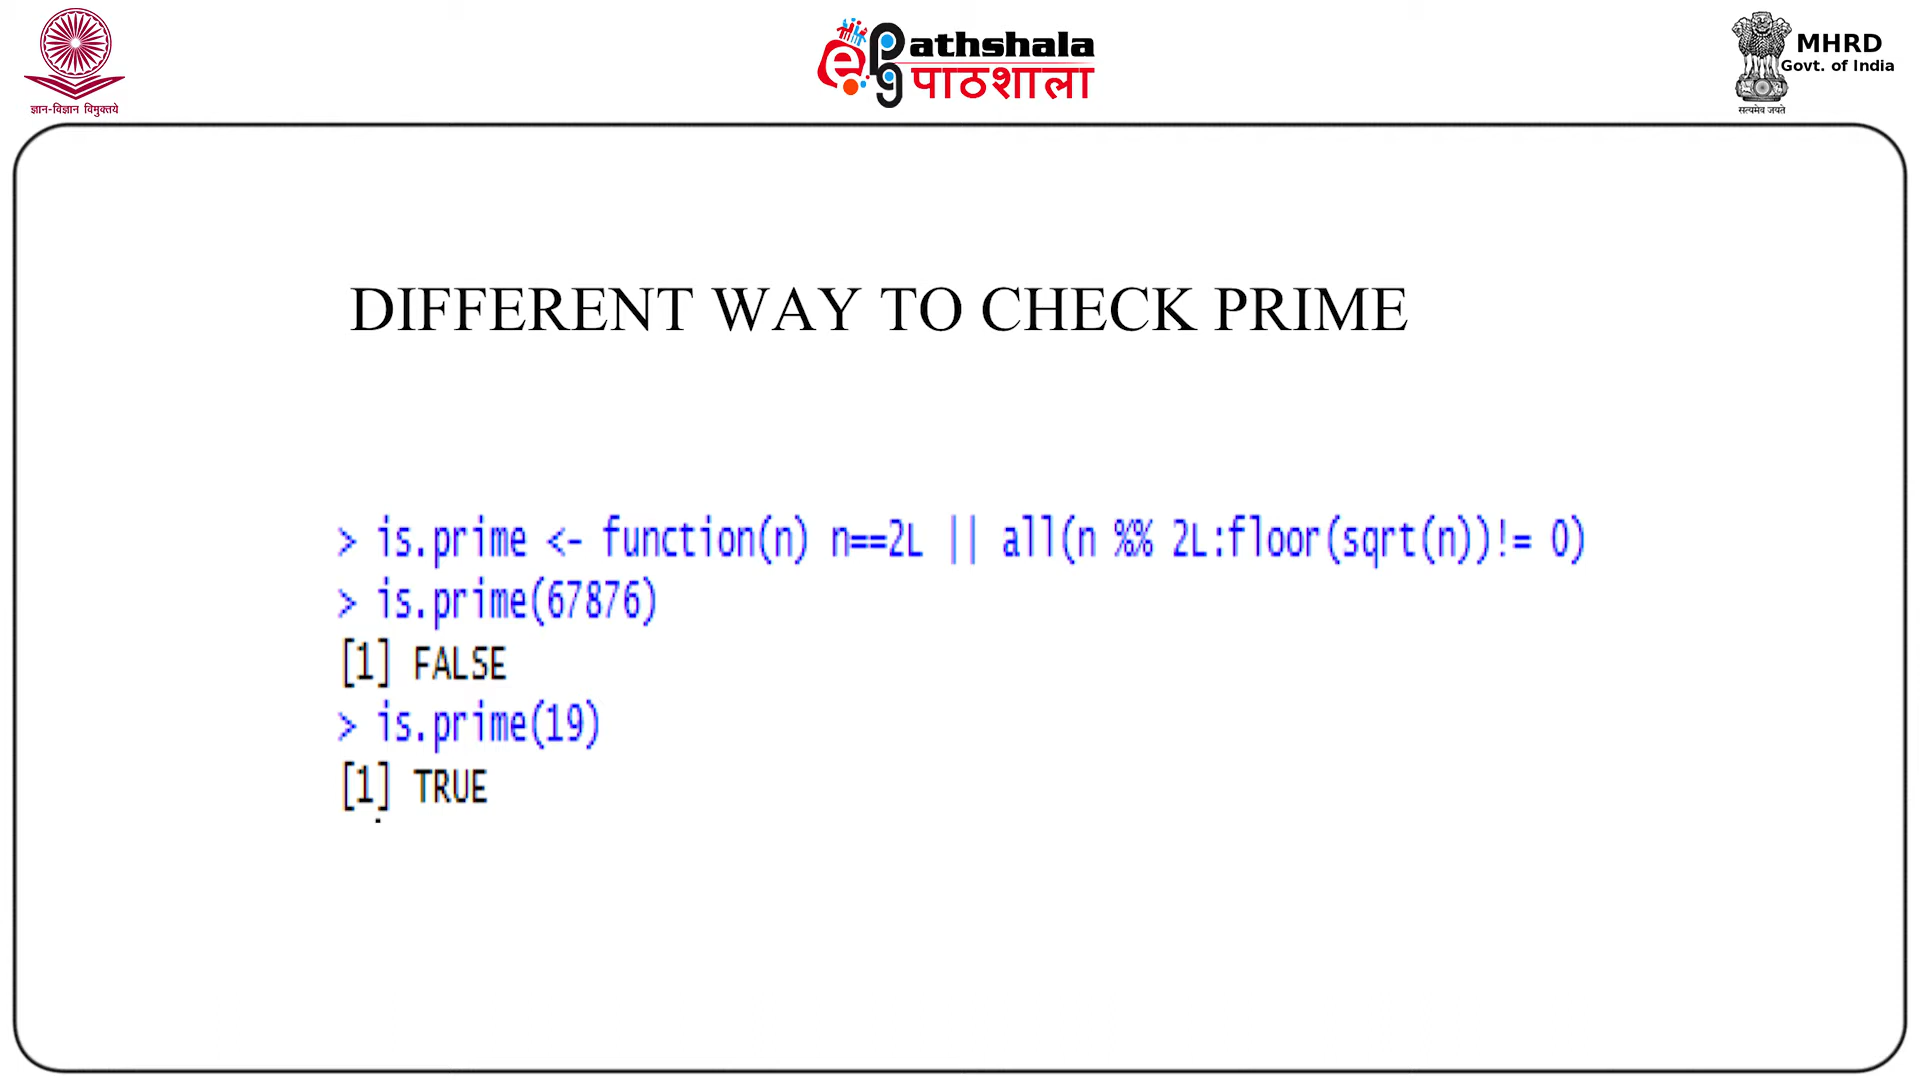 ज्ञान-विज्ञान विमुक्तये
e PG Pathshala
पाठशाला
MHRD
Govt. of India
सत्यमेव जयते
DIFFERENT WAY TO CHECK PRIME
> is.prime <- function(n) n==2L || all(n %% 2L:floor(sqrt(n))!= 0)
> is.prime(67876)
[1] FALSE
> is.prime(19)
[1] TRUE